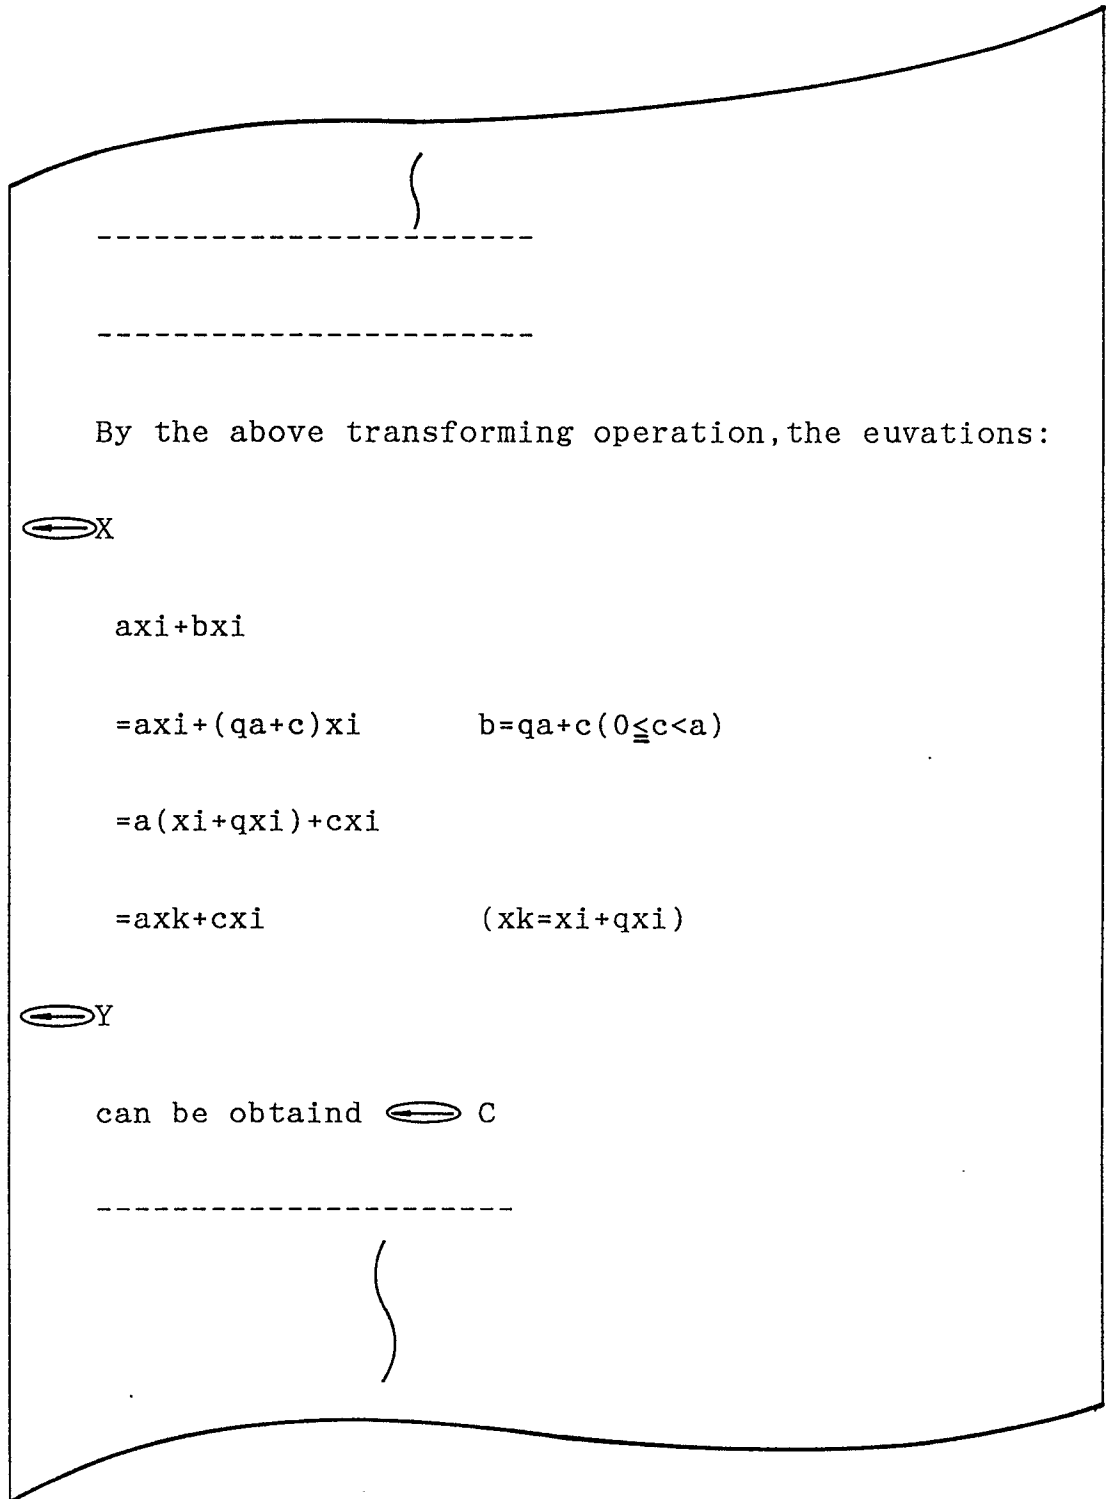 By the above transforming operation,the euvations:
X
axi+bxi
=axi+(qa+c)xi b=qa+c(0≦c<a)
=a(xi+qxi)+cxi
=axk+cxi (xk=xi+qxi)
Y
can be obtaind C